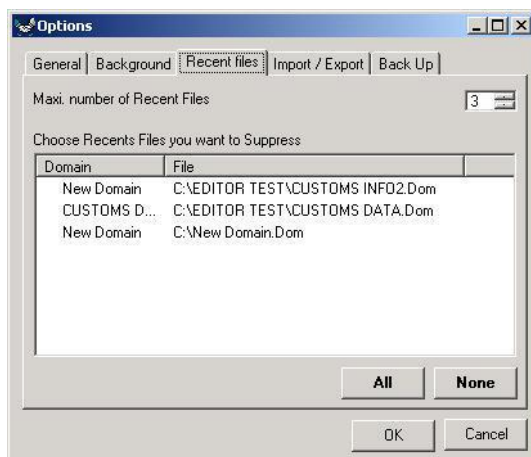 Options
General Background Recent files Import / Export Back Up
Maxi. number of Recent Files 3
Choose Recents Files you want to Suppress
Domain File
New Domain C:\EDITOR TEST\CUSTOMS INFO2.Dom
CUSTOMS D... C:\EDITOR TEST\CUSTOMS DATA.Dom
New Domain C:\New Domain.Dom
All None
OK Cancel